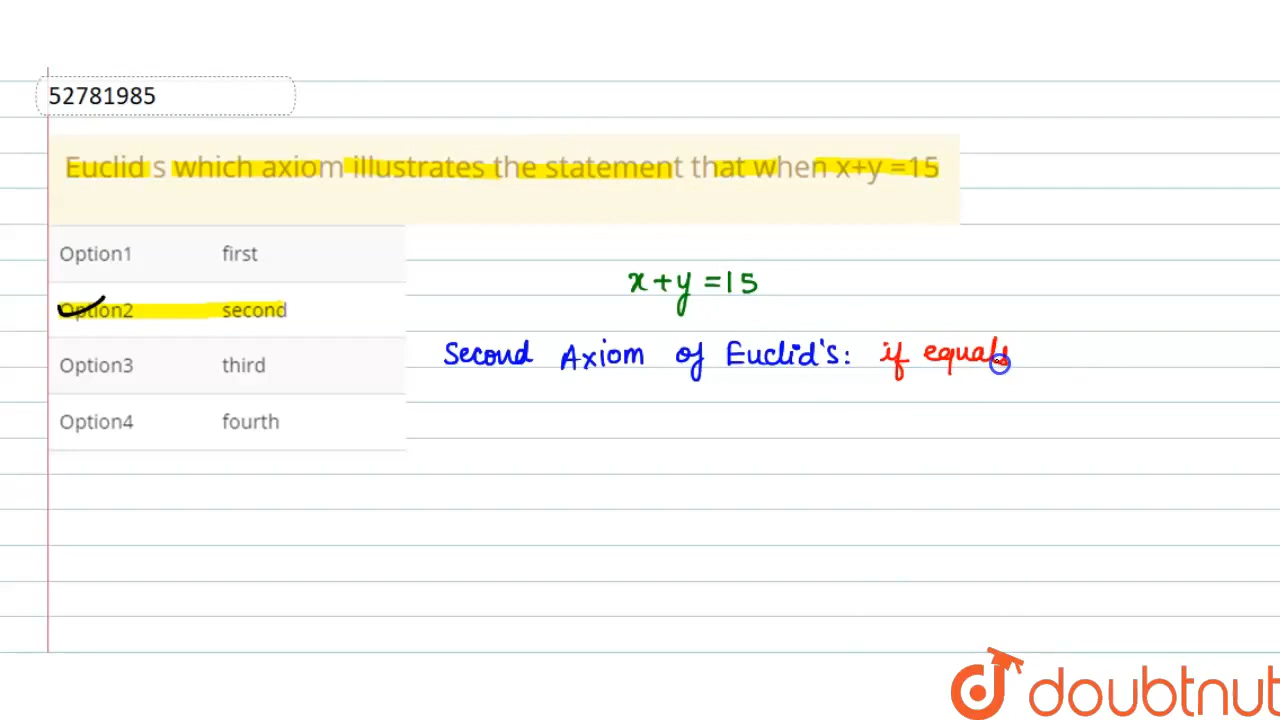 52781985
Euclid s which axiom illustrates the statement that when x+y =15
Option1 first
Option2 second
Option3 third
Option4 fourth
x+y=15
Second Axiom of Euclid's: if equals
doubtnut